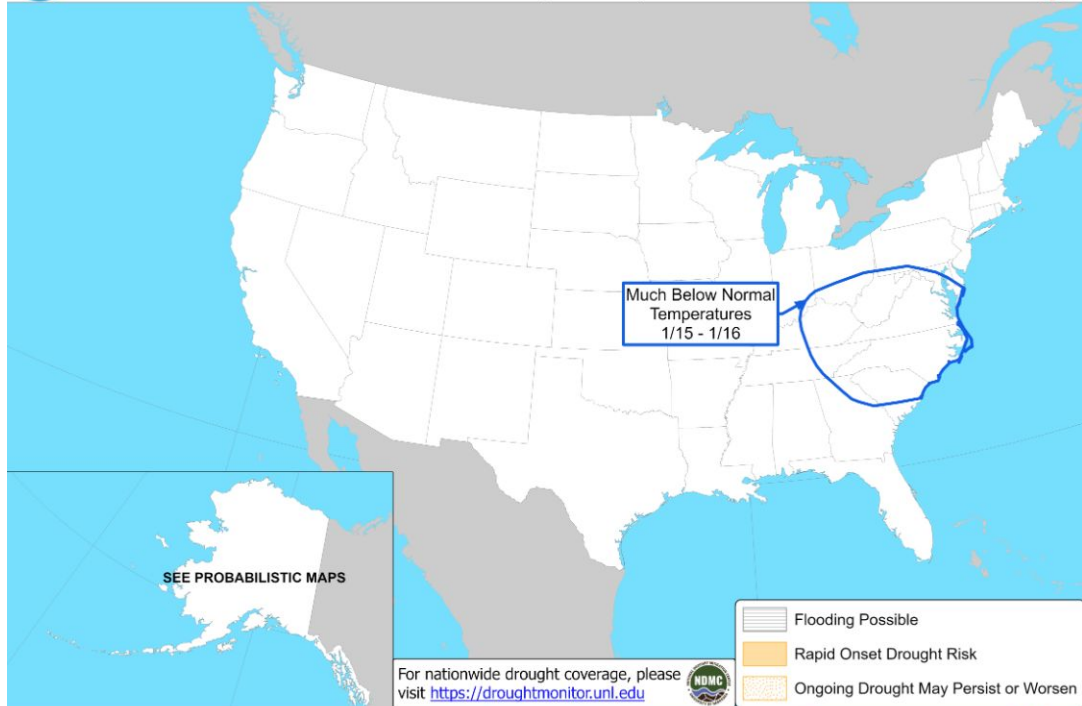 Much Below Normal
Temperatures
1/15 - 1/16
SEE PROBABILISTIC MAPS
For nationwide drought coverage, please
visit https://droughtmonitor.unl.edu
NDMC
Flooding Possible
Rapid Onset Drought Risk
Ongoing Drought May Persist or Worsen